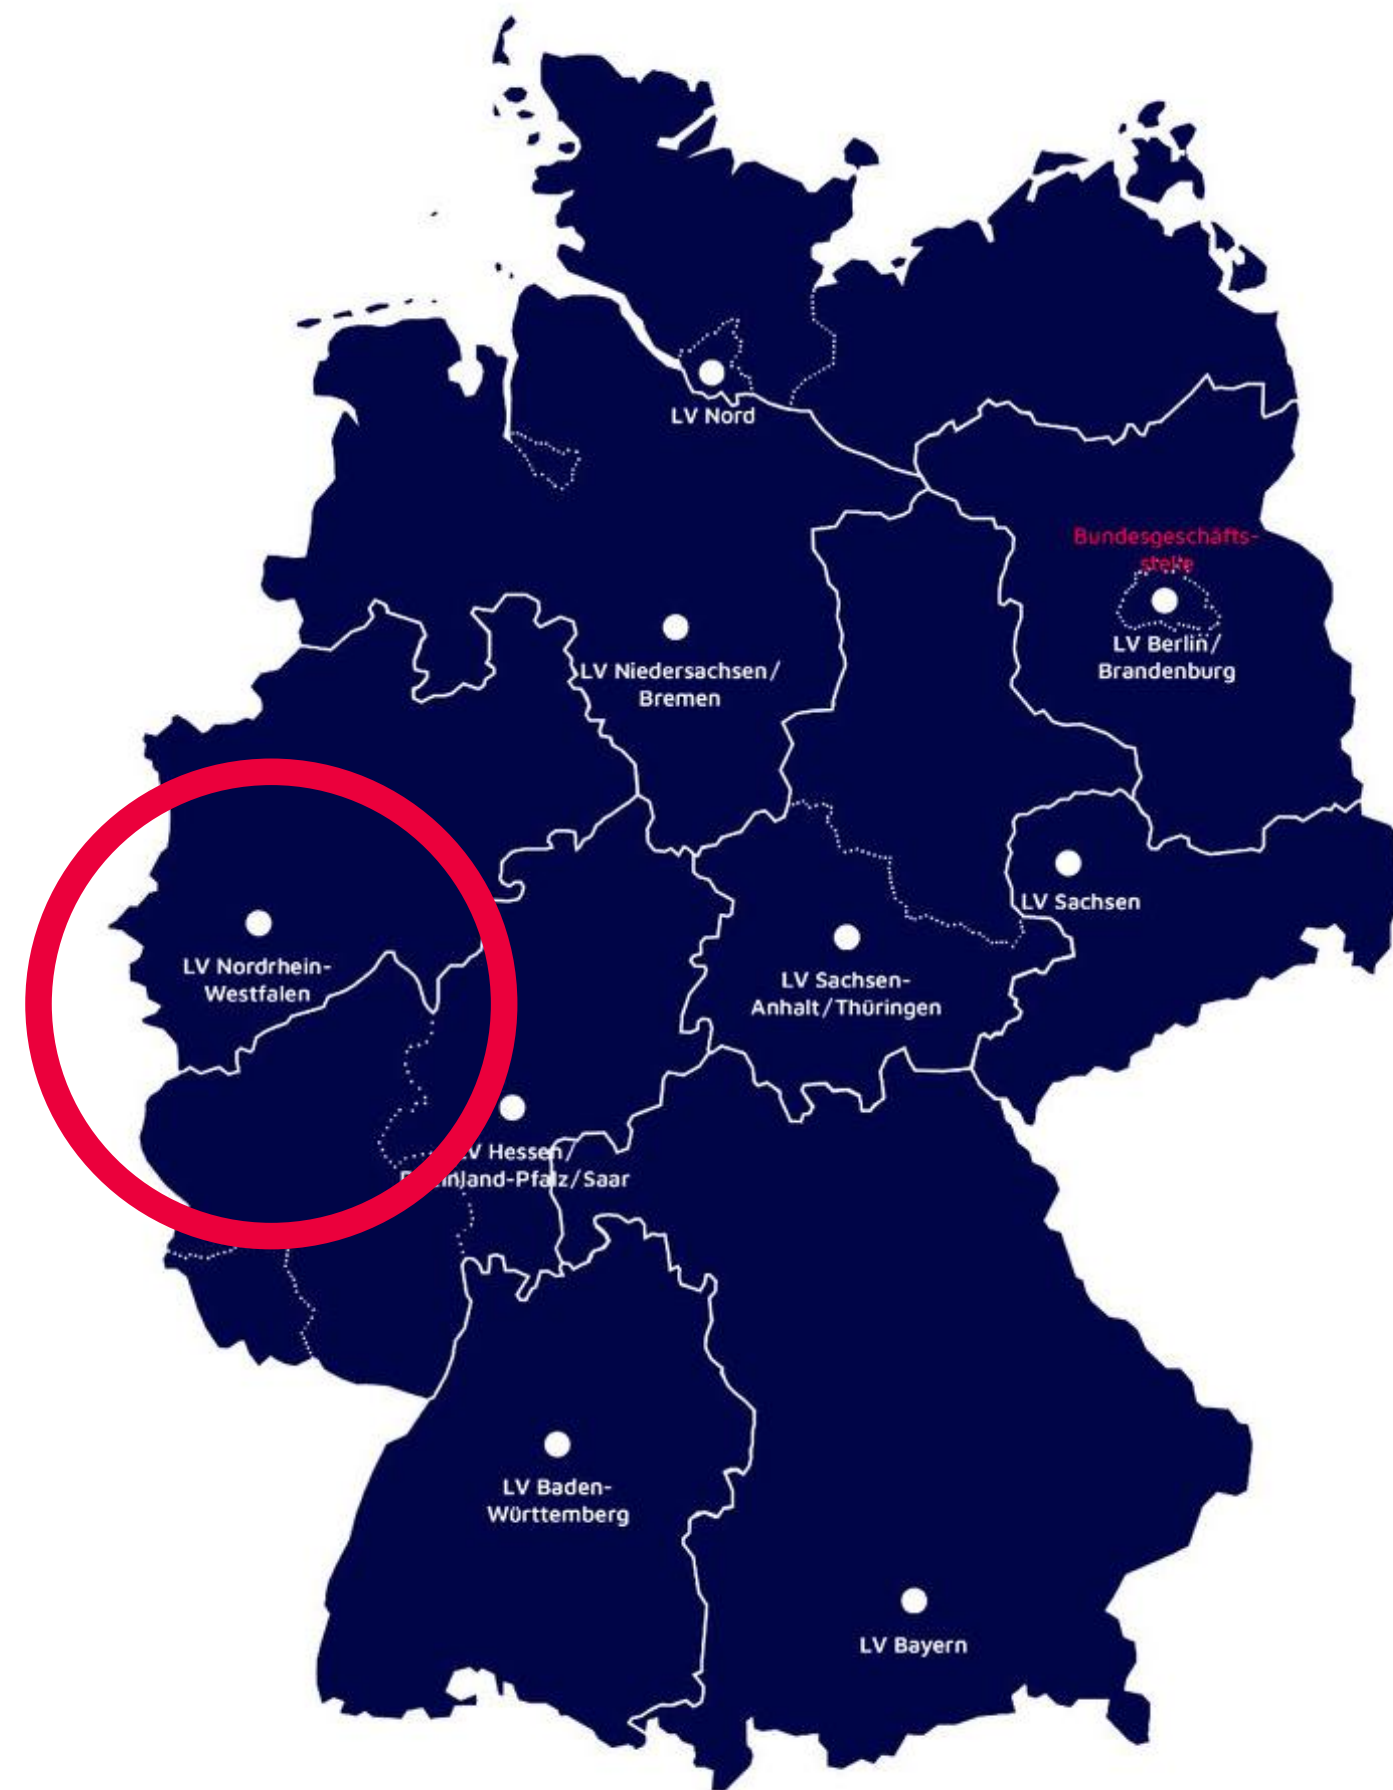 LV Nord
Bundesgeschäfts-
stelle
LV Berlin/
Brandenburg
LV Niedersachsen/
Bremen
LV Sachsen
LV Nordrhein-
Westfalen
LV Sachsen-
Anhalt/Thüringen
LV Hessen/
Rheinland-Pfalz/Saar
LV Baden-
Württemberg
LV Bayern